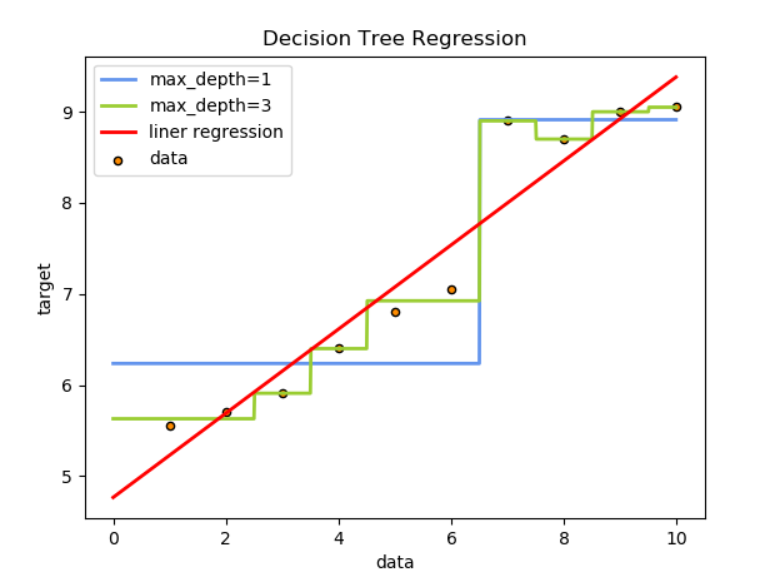 Decision Tree Regression
max_depth=1
max_depth=3
liner regression
data
9
8
7
6
5
target
0 2 4 6 8 10
data